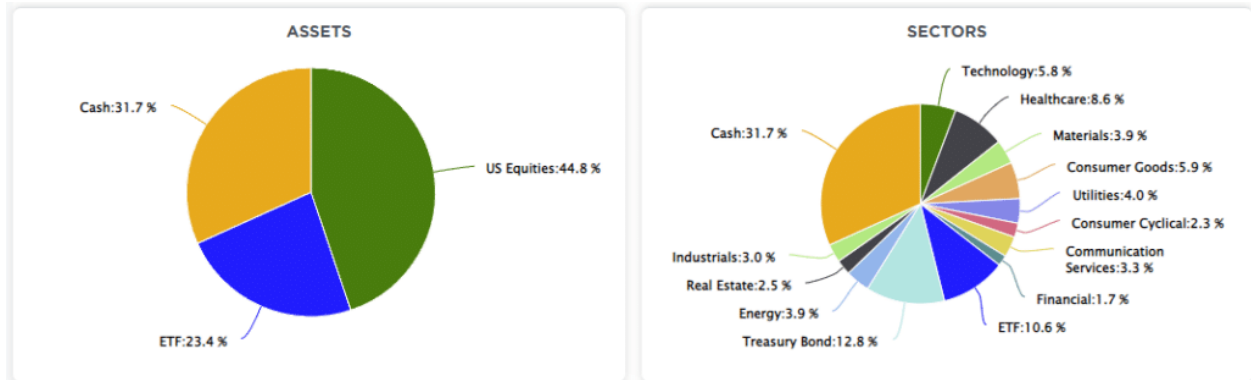 ASSETS
Cash:31.7 %
US Equities:44.8 %
ETF:23.4 %
SECTORS
Technology:5.8 %
Healthcare:8.6 %
Materials:3.9 %
Consumer Goods:5.9 %
Utilities:4.0 %
Consumer Cyclical:2.3 %
Communication
Services:3.3 %
Financial:1.7 %
ETF:10.6 %
Treasury Bond:12.8 %
Energy:3.9 %
Real Estate:2.5 %
Industrials:3.0 %
Cash:31.7 %